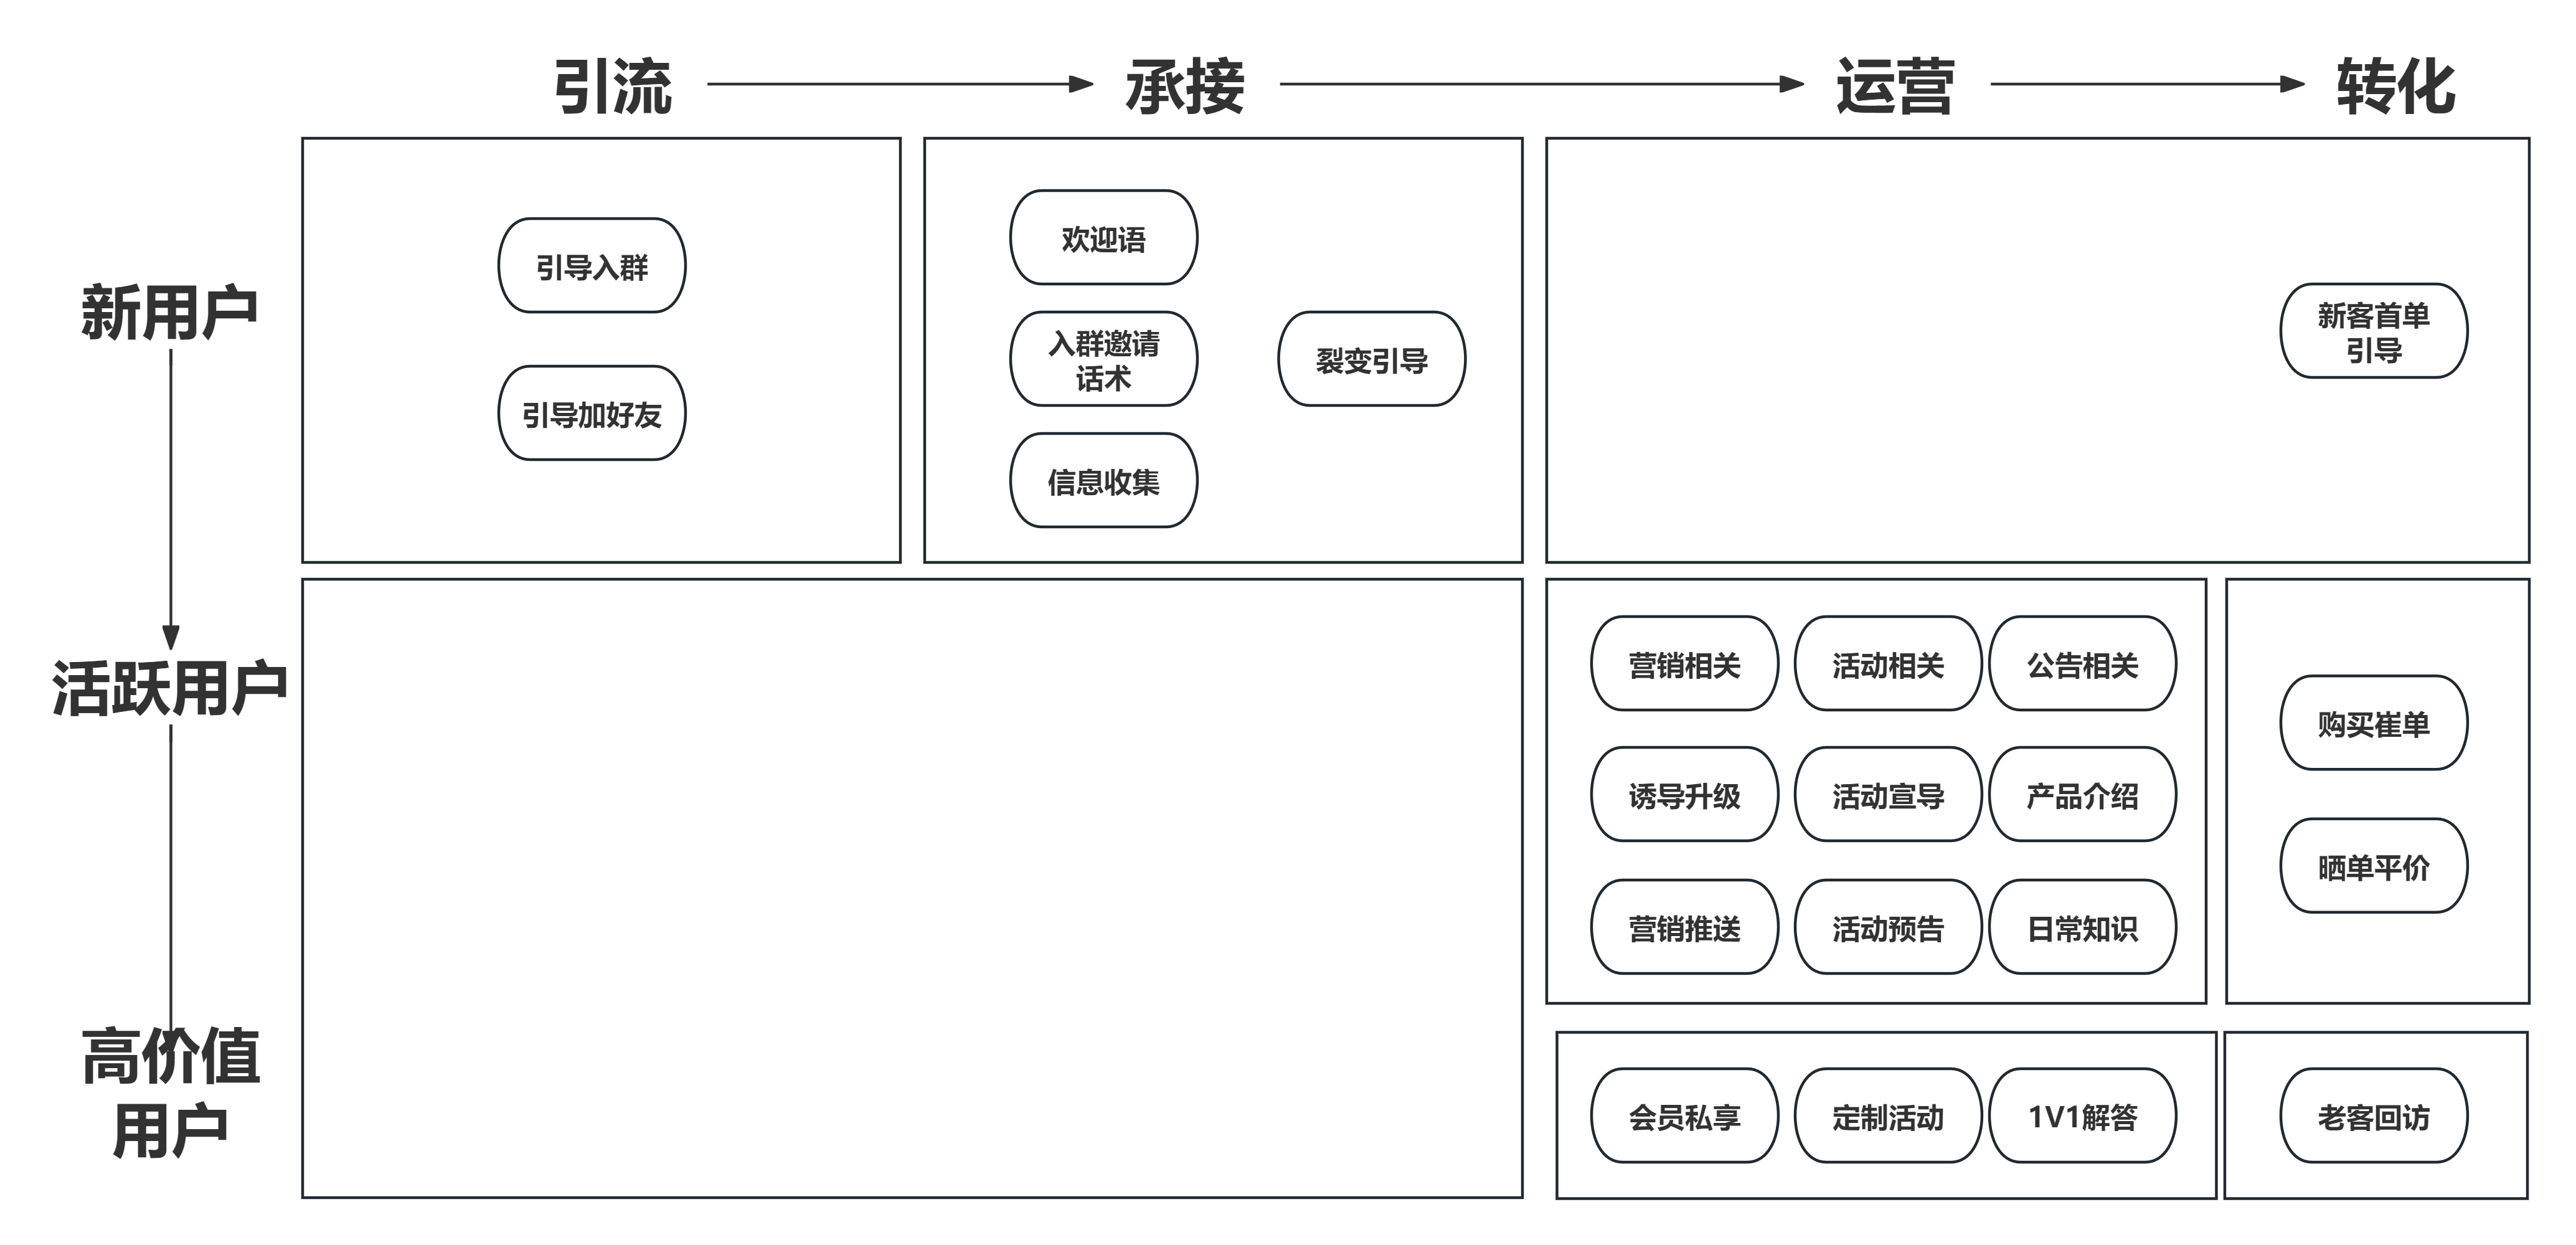 引流
承接
运营
转化
新用户
引导入群
引导加好友
欢迎语
入群邀请
话术
信息收集
裂变引导
新客首单
引导
活跃用户
营销相关
活动相关
公告相关
诱导升级
活动宣导
产品介绍
营销推送
活动预告
日常知识
购买崔单
晒单平价
高价值
用户
会员私享
定制活动
1V1解答
老客回访